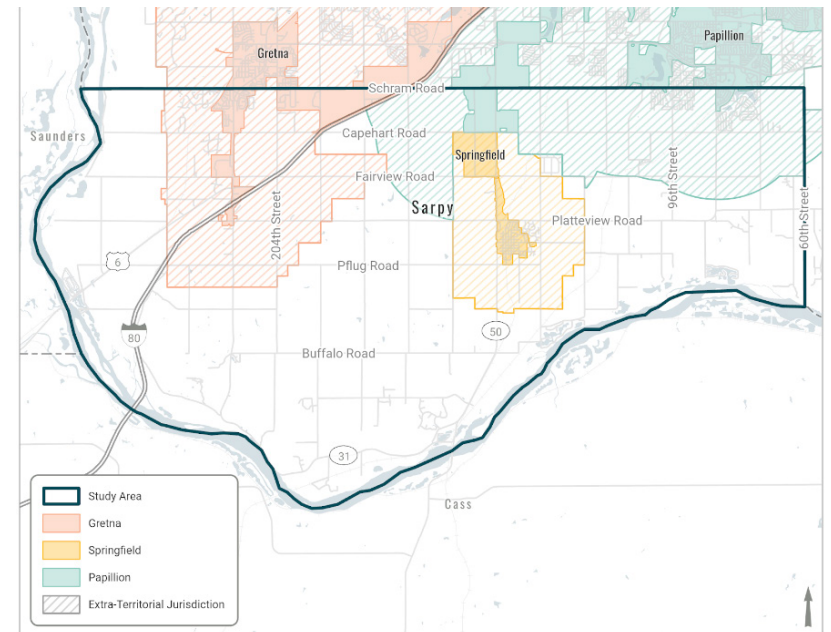 Gretna
Papillion
Schram Road
Saunders
Capehart Road
Springfield
Fairview Road
96th Street
204th Street
Sarpy
Platteview Road
60th Street
6
Pflug Road
80
50
Buffalo Road
31
Cass
Study Area
Gretna
Springfield
Papillion
Extra-Territorial Jurisdiction